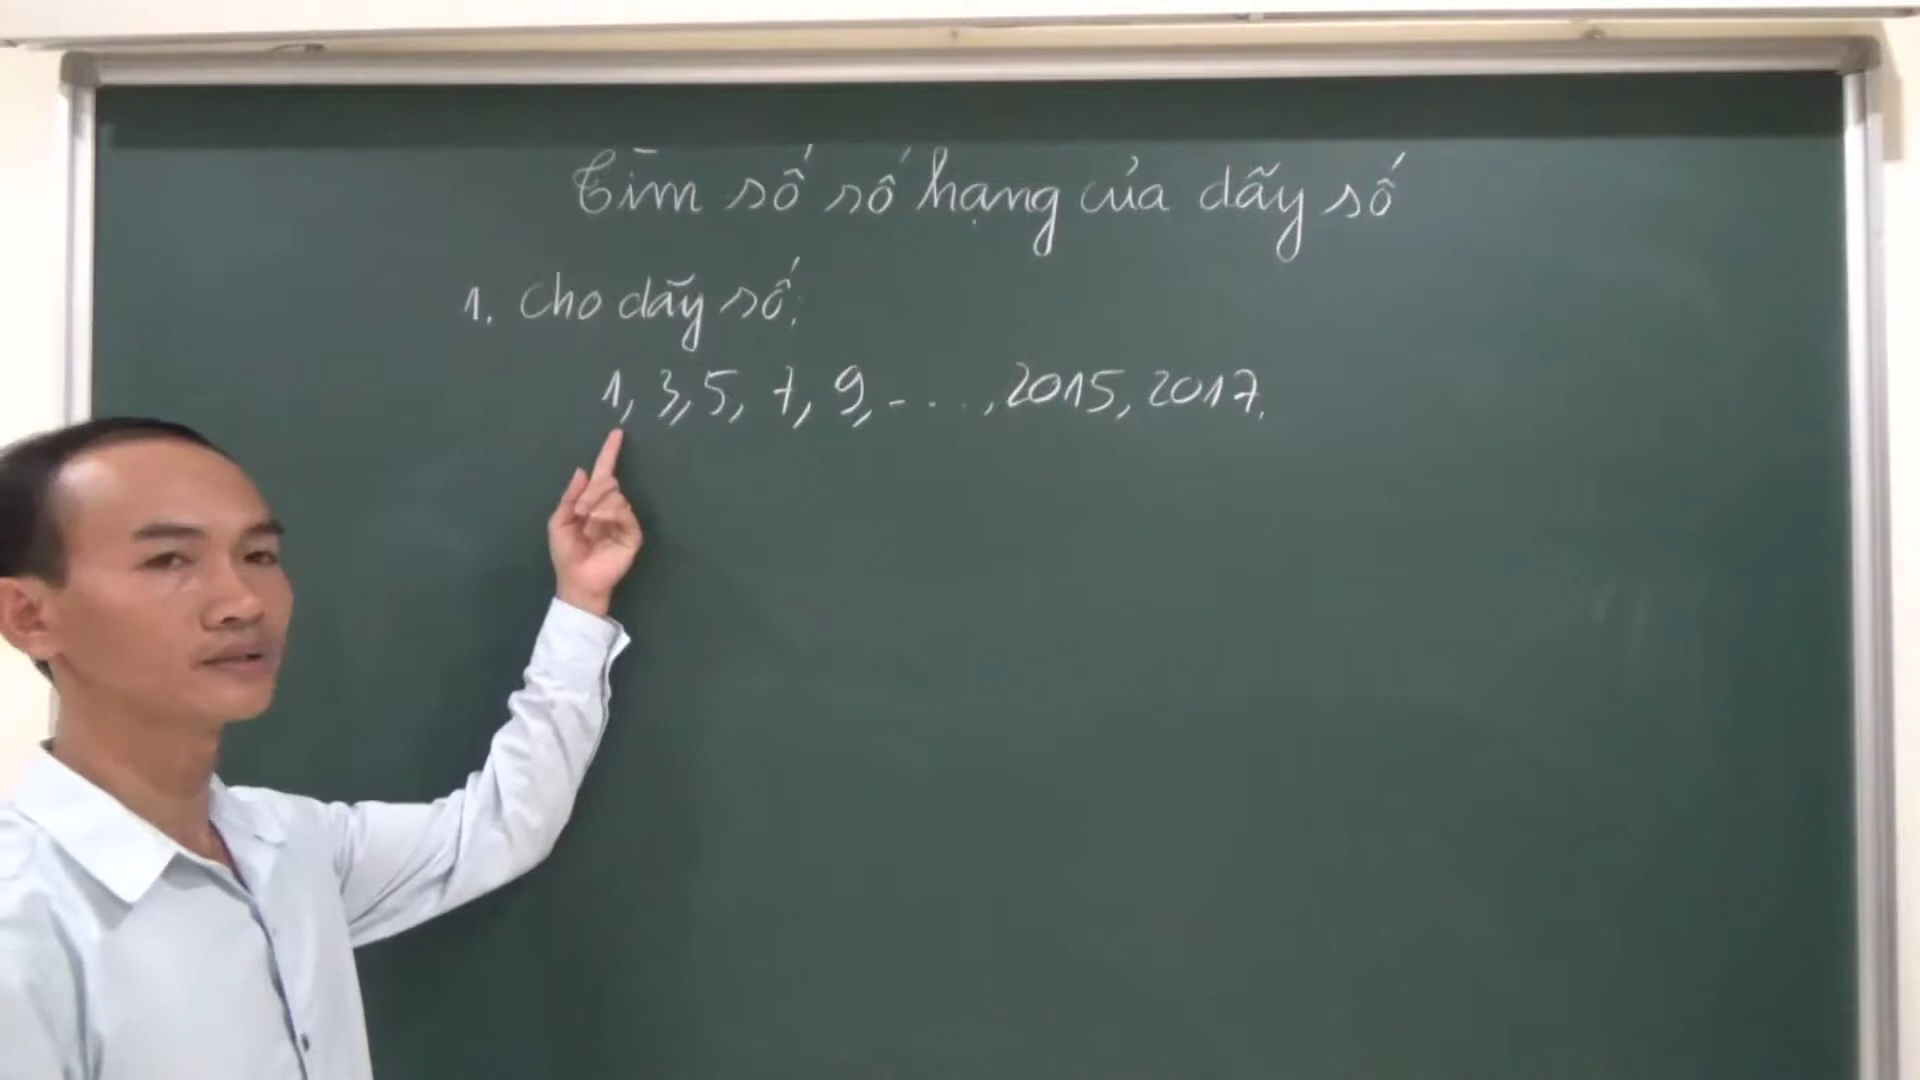 Tìm số số hạng của dãy số
1. Cho dãy số:
1, 3, 5, 7, 9, ..., 2015, 2017.